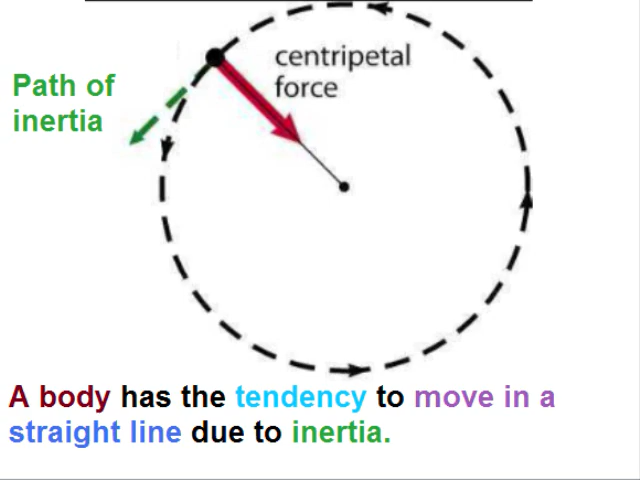 centripetal
force
Path of
inertia
A body has the tendency to move in a
straight line due to inertia.